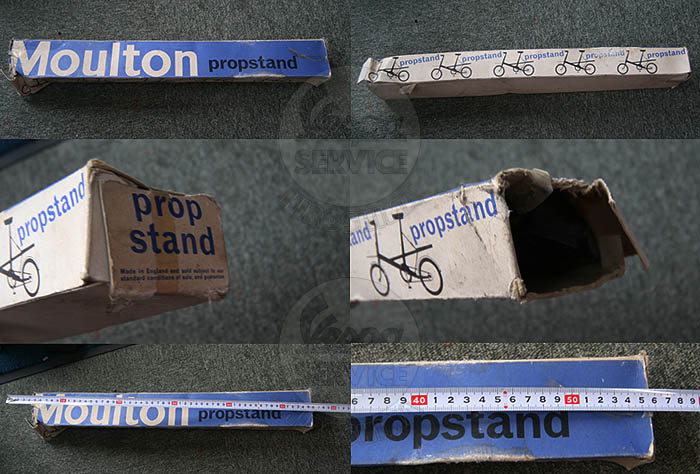 Moulton propstand
propstand propstand propstand propstand propstand
propstand
prop
stand
Made in England and sold subject to our
standard conditions of sale, and guarantee
propstand
SERVICE
Moulton propstand
6 7 8 9 40 1 2 3 4 5 6 7 8 9 50 1 2 3 4 5 6 7 8 9
propstand